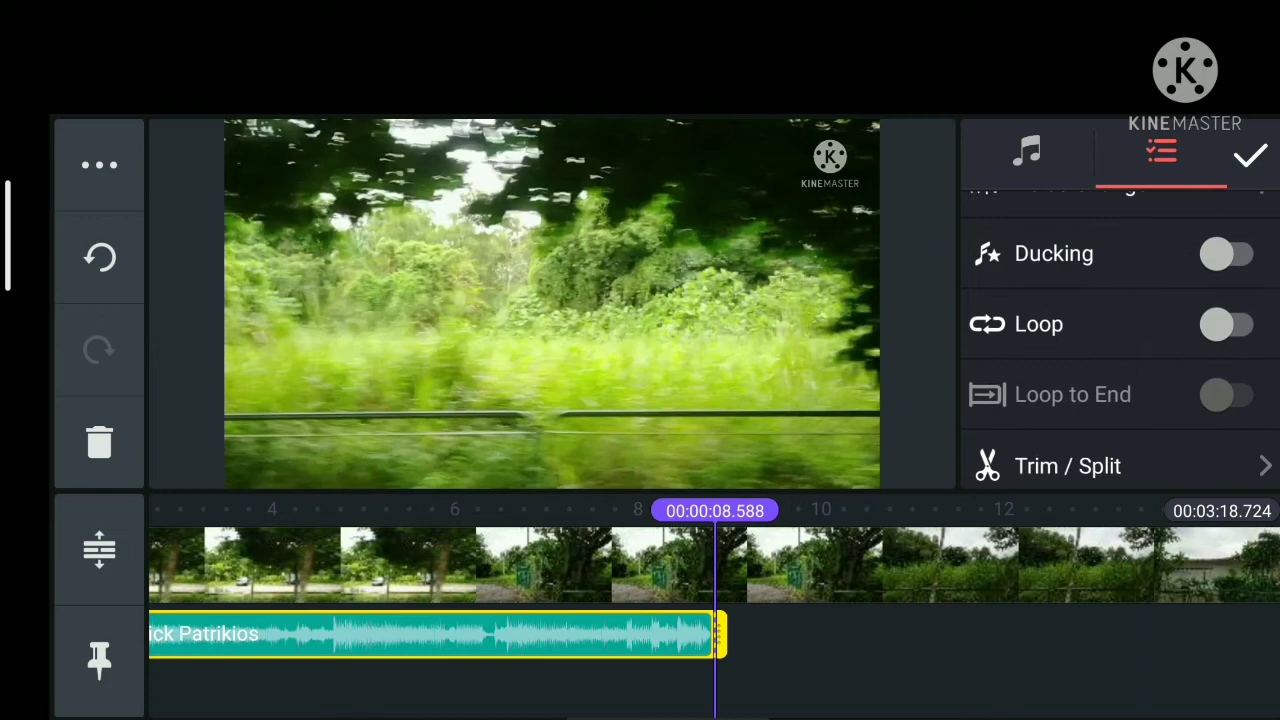 KINEMASTER
KINEMASTER
Ducking
Loop
Loop to End
Trim / Split
4
6
8
00:00:08.588
10
12
00:03:18.724
ick Patrikios